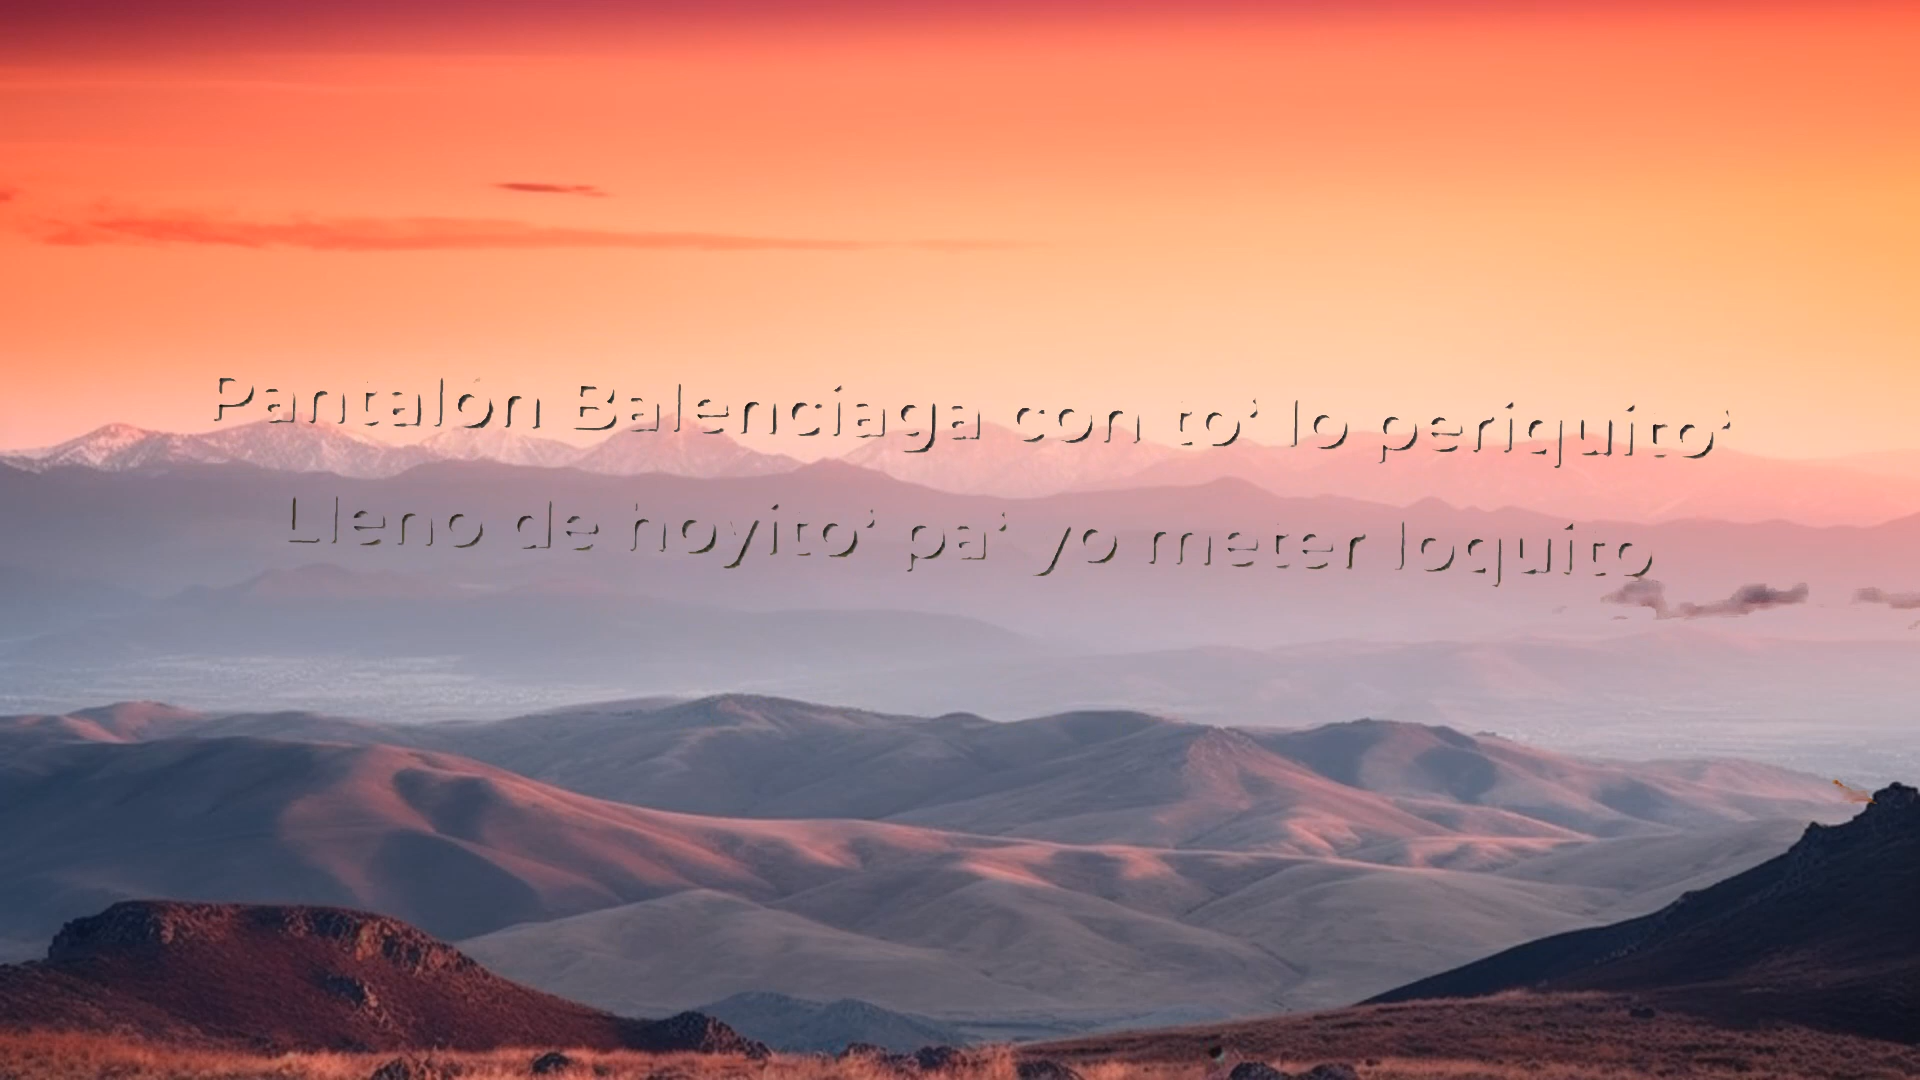 Pantalón Balenciaga con to' lo periquito'
Lleno de hoyito' pa' yo meter loquito